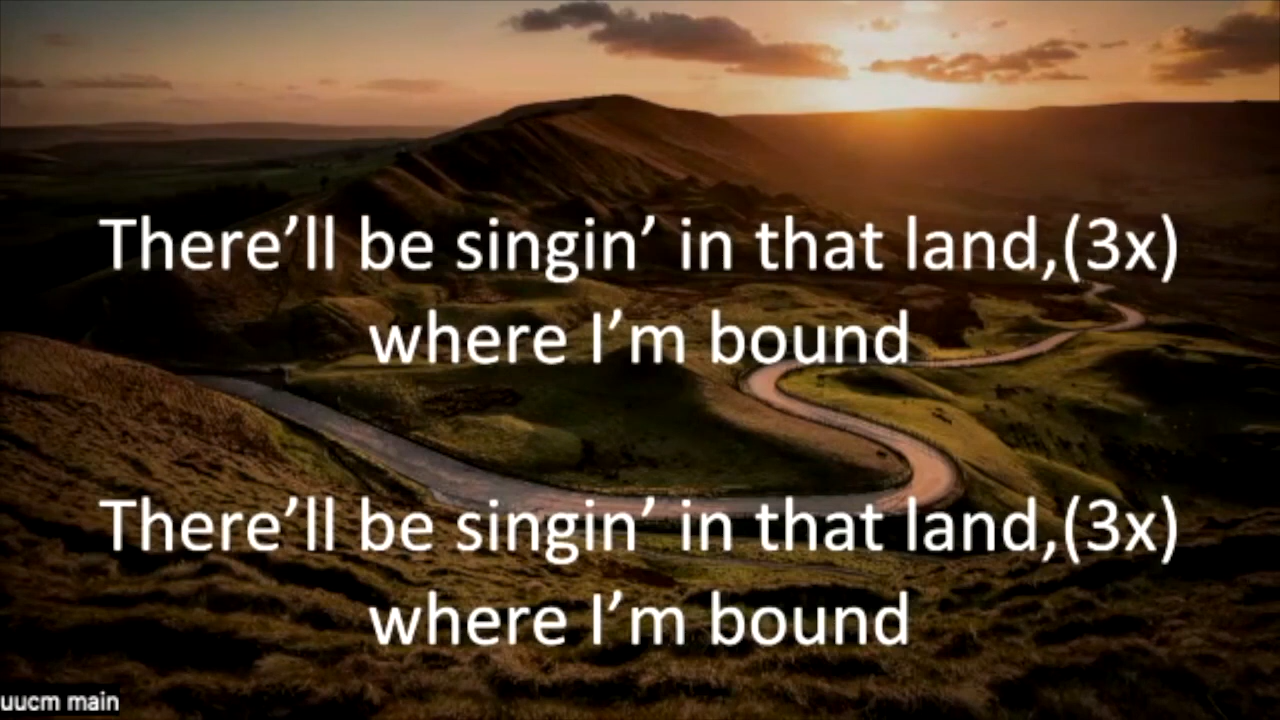 There’ll be singin’ in that land,(3x)
where I’m bound
There’ll be singin’ in that land,(3x)
where I’m bound
uucm main